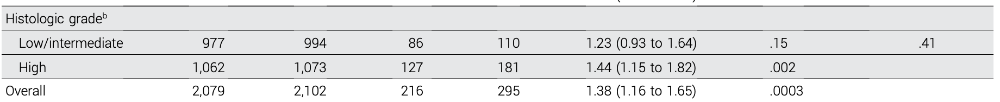 Histologic gradeᵇ
Low/intermediate 977 994 86 110 1.23 (0.93 to 1.64) .15 .41
High 1,062 1,073 127 181 1.44 (1.15 to 1.82) .002
Overall 2,079 2,102 216 295 1.38 (1.16 to 1.65) .0003